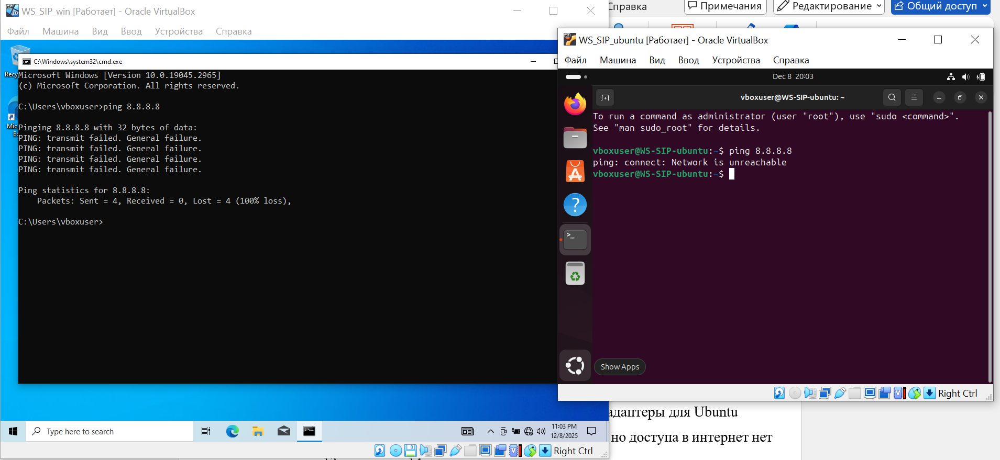 WS_SIP_win [Работает] - Oracle VirtualBox
Файл Машина Вид Ввод Устройства Справка
C:\Windows\system32\cmd.exe
Microsoft Windows [Version 10.0.19045.2965]
(c) Microsoft Corporation. All rights reserved.
C:\Users\vboxuser>ping 8.8.8.8
Pinging 8.8.8.8 with 32 bytes of data:
PING: transmit failed. General failure.
PING: transmit failed. General failure.
PING: transmit failed. General failure.
PING: transmit failed. General failure.
Ping statistics for 8.8.8.8:
Packets: Sent = 4, Received = 0, Lost = 4 (100% loss),
C:\Users\vboxuser>
Type here to search
11:03 PM
12/8/2025
Right Ctrl
Справка Примечания Редактирование Общий доступ
WS_SIP_ubuntu [Работает] - Oracle VirtualBox
Файл Машина Вид Ввод Устройства Справка
Dec 8 20:03
vboxuser@WS-SIP-ubuntu: ~
To run a command as administrator (user "root"), use "sudo <command>".
See "man sudo_root" for details.
vboxuser@WS-SIP-ubuntu:~$ ping 8.8.8.8
ping: connect: Network is unreachable
vboxuser@WS-SIP-ubuntu:~$
Show Apps
Right Ctrl
адаптеры для Ubuntu
но доступа в интернет нет